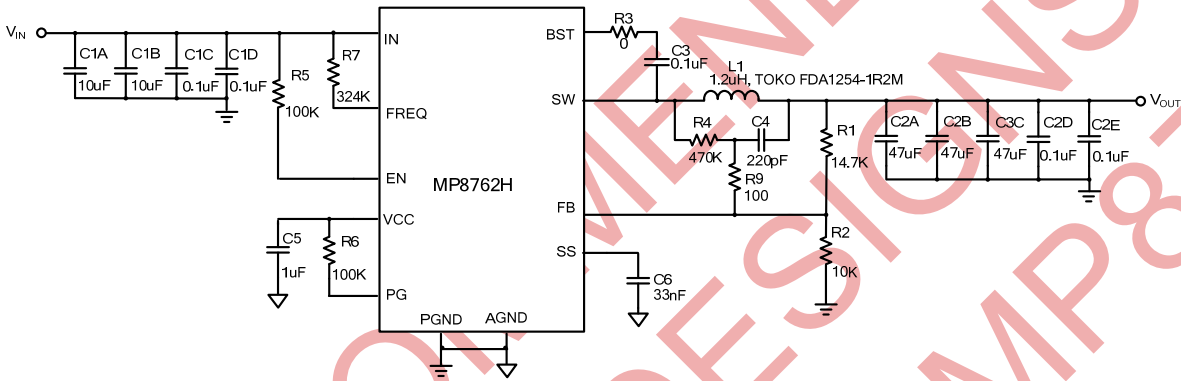 VIN
C1A
10uF
C1B
10uF
C1C
0.1uF
C1D
0.1uF
R5
100K
R7
324K
IN
FREQ
EN
VCC
PG
PGND
AGND
MP8762H
BST
SW
FB
SS
C5
1uF
R6
100K
R3
0
C3
0.1uF
L1
1.2uH, TOKO FDA1254-1R2M
R4
470K
C4
220pF
R9
100
R1
14.7K
R2
10K
C6
33nF
C2A
47uF
C2B
47uF
C3C
47uF
C2D
0.1uF
C2E
0.1uF
VOUT
DESIGNS
MP8